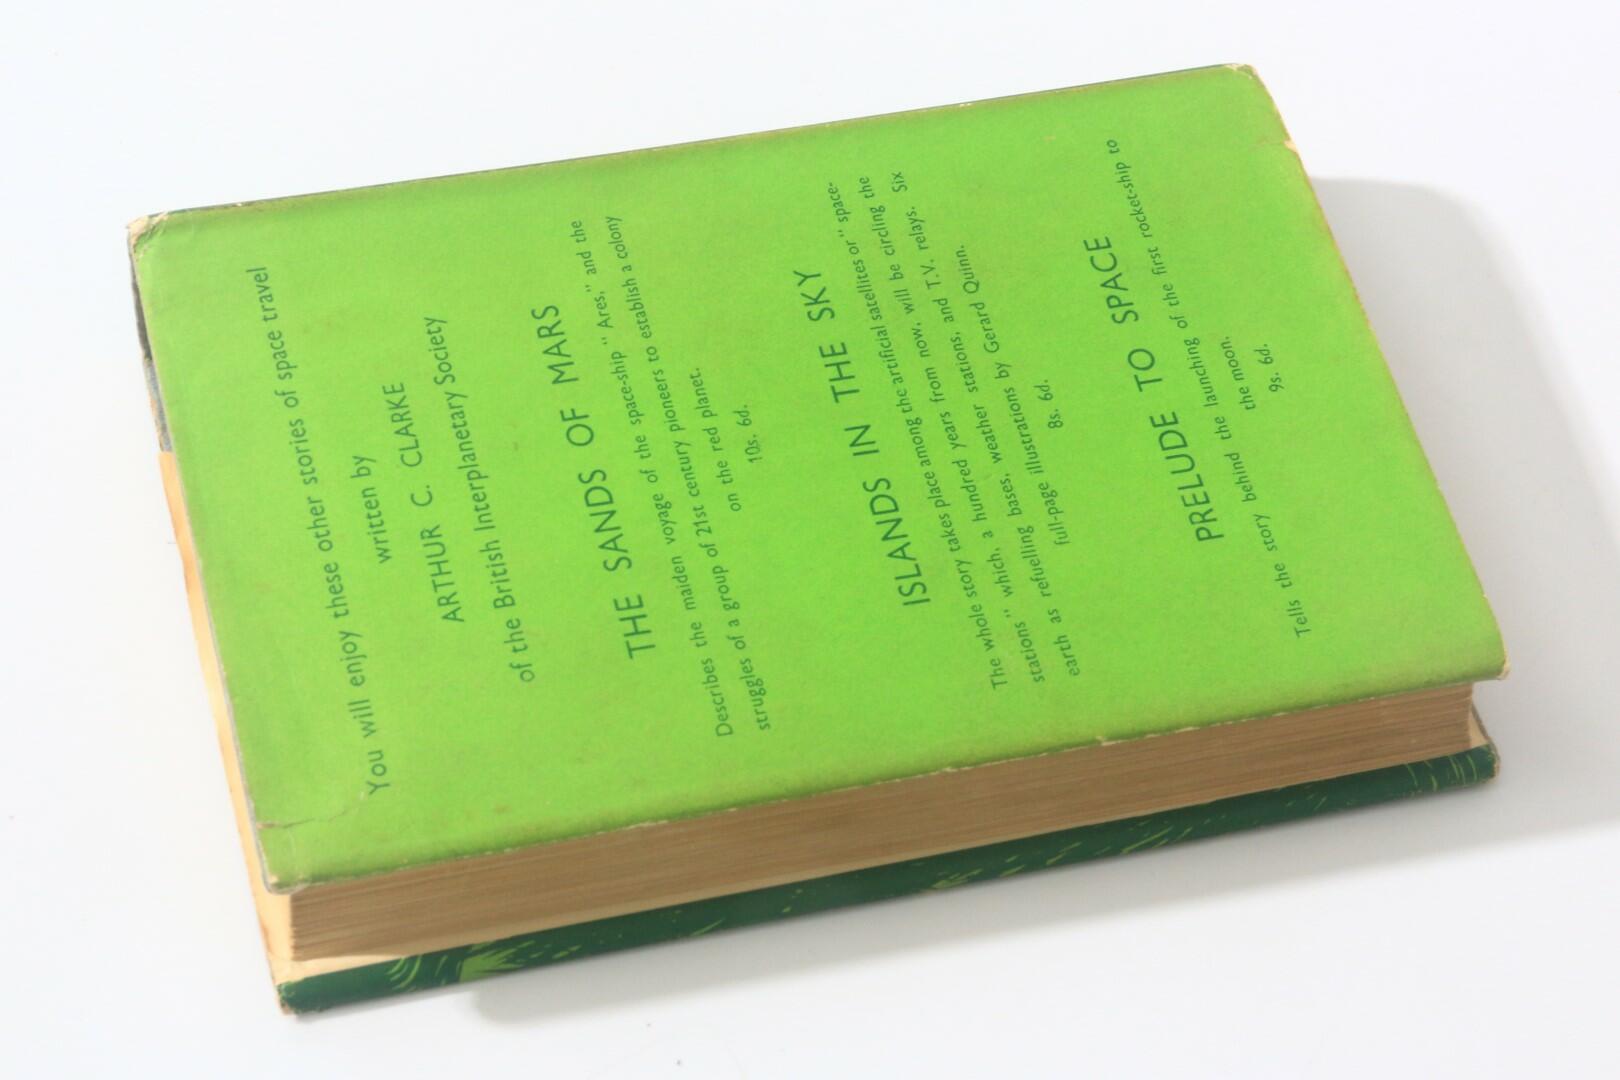 You will enjoy these other stories of space travel
written by
ARTHUR C. CLARKE
of the British Interplanetary Society
THE SANDS OF MARS
Describes the maiden voyage of the space-ship "Ares," and the
struggles of a group of 21st century pioneers to establish a colony
on the red planet.
10s. 6d.
ISLANDS IN THE SKY
The whole story takes place among the artificial satellites or "space-
stations" which, a hundred years from now, will be circling the
earth as refuelling bases, weather stations, and T.V. relays. Six
full-page illustrations by Gerard Quinn.
8s. 6d.
PRELUDE TO SPACE
Tells the story behind the launching of the first rocket-ship to
the moon.
9s. 6d.